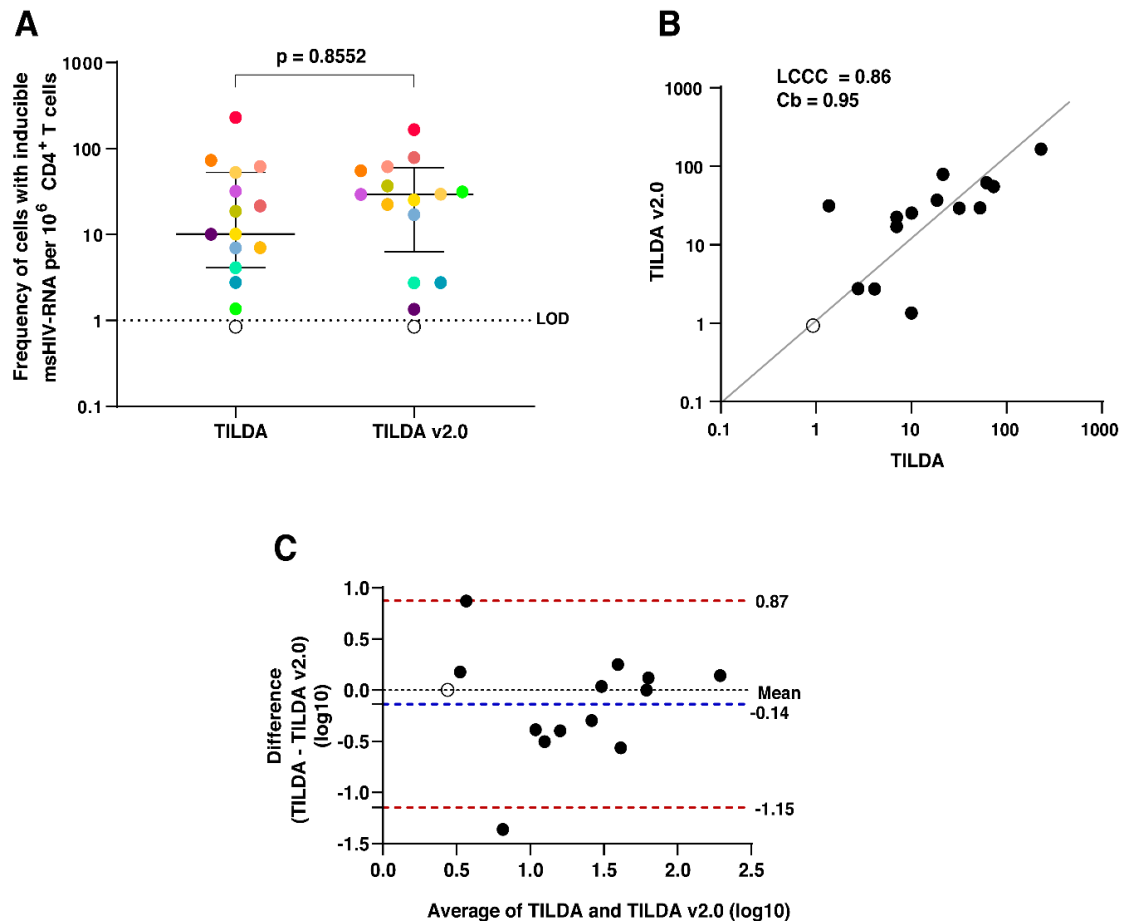 A
p = 0.8552
Frequency of cells with inducible
msHIV-RNA per 10⁶ CD4⁺ T cells
1000
100
10
1
0.1
LOD
TILDA
TILDA v2.0
B
LCCC = 0.86
Cb = 0.95
TILDA v2.0
1000
100
10
1
0.1
0.1
1
10
100
1000
TILDA
C
Difference
(TILDA - TILDA v2.0)
(log10)
1.0
0.5
0.0
-0.5
-1.0
-1.5
0.87
Mean
-0.14
-1.15
0.0
0.5
1.0
1.5
2.0
2.5
Average of TILDA and TILDA v2.0 (log10)